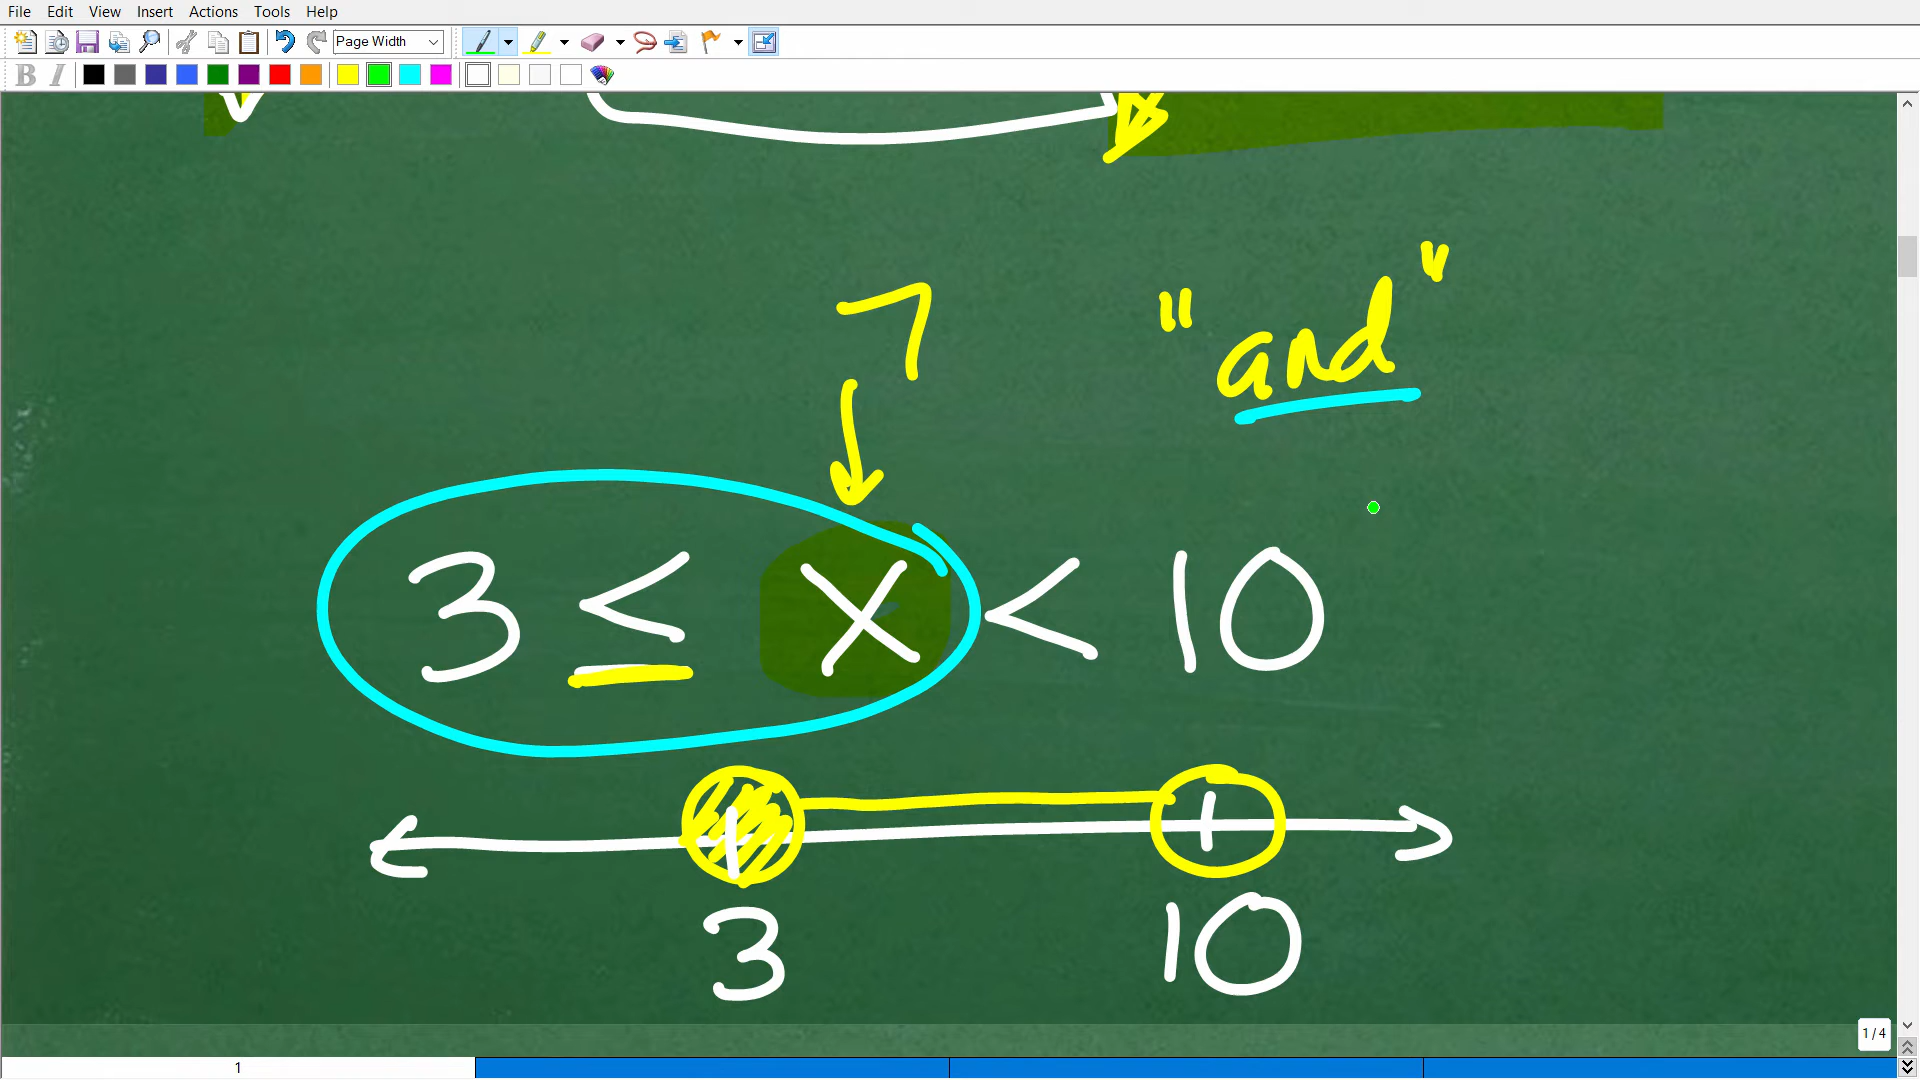 File Edit View Insert Actions Tools Help
Page Width
B I
7
"and"
3 ≤ x < 10
3 10
1 / 4
1